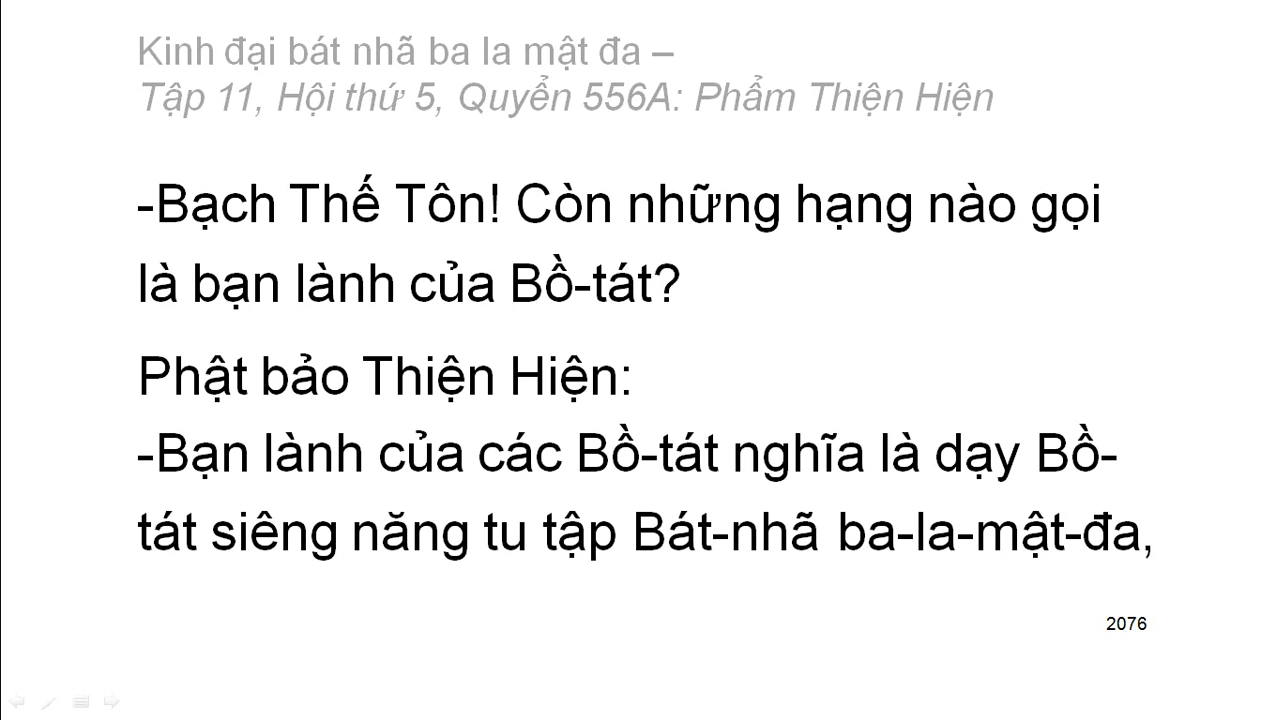 Kinh đại bát nhã ba la mật đa –
Tập 11, Hội thứ 5, Quyển 556A: Phẩm Thiện Hiện
-Bạch Thế Tôn! Còn những hạng nào gọi
là bạn lành của Bồ-tát?
Phật bảo Thiện Hiện:
-Bạn lành của các Bồ-tát nghĩa là dạy Bồ-
tát siêng năng tu tập Bát-nhã ba-la-mật-đa,
2076